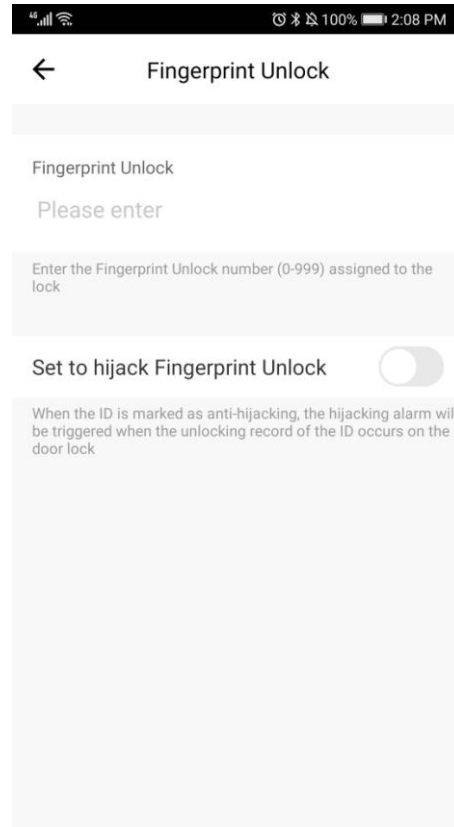 46 100% 2:08 PM
Fingerprint Unlock
Fingerprint Unlock
Please enter
Enter the Fingerprint Unlock number (0-999) assigned to the
lock
Set to hijack Fingerprint Unlock
When the ID is marked as anti-hijacking, the hijacking alarm wil
be triggered when the unlocking record of the ID occurs on the
door lock